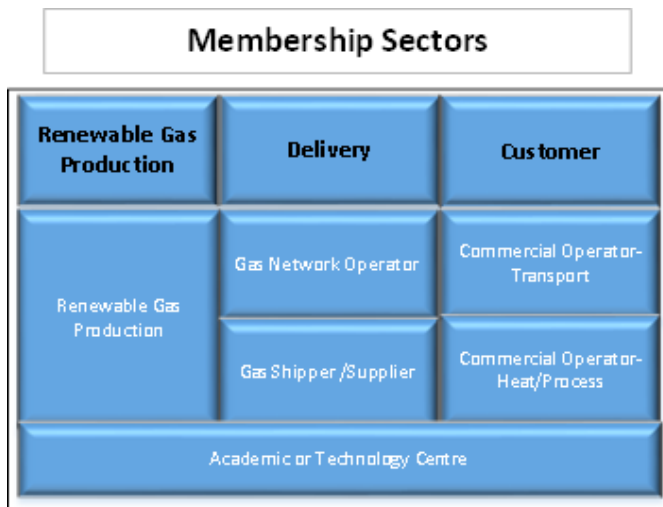 Membership Sectors
Renewable Gas
Production
Delivery
Customer
Renewable Gas
Production
Gas Network Operator
Commercial Operator-
Transport
Gas Shipper/Supplier
Commercial Operator-
Heat/Process
Academic or Technology Centre